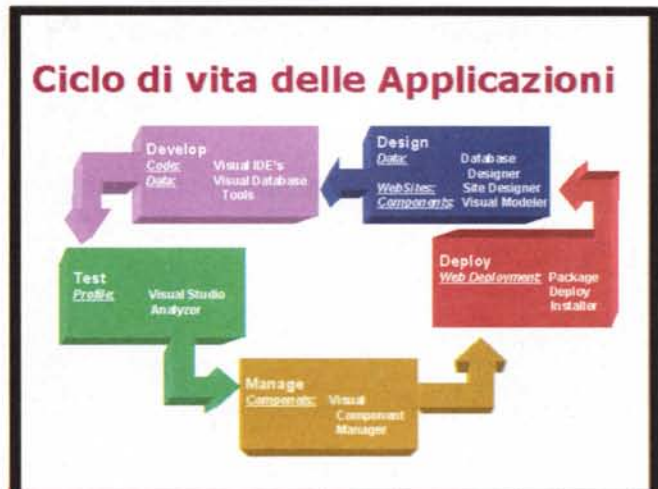 Ciclo di vita delle Applicazioni
Develop
Code: Visual IDE's
Data: Visual Database
Tools
Design
Data: Database
Designer
WebSites: Site Designer
Components: Visual Modeler
Test
Profile: Visual Studio
Analyzer
Deploy
Web Deployment: Package
Deploy
Installer
Manage
Componets: Visual
Component
Manager